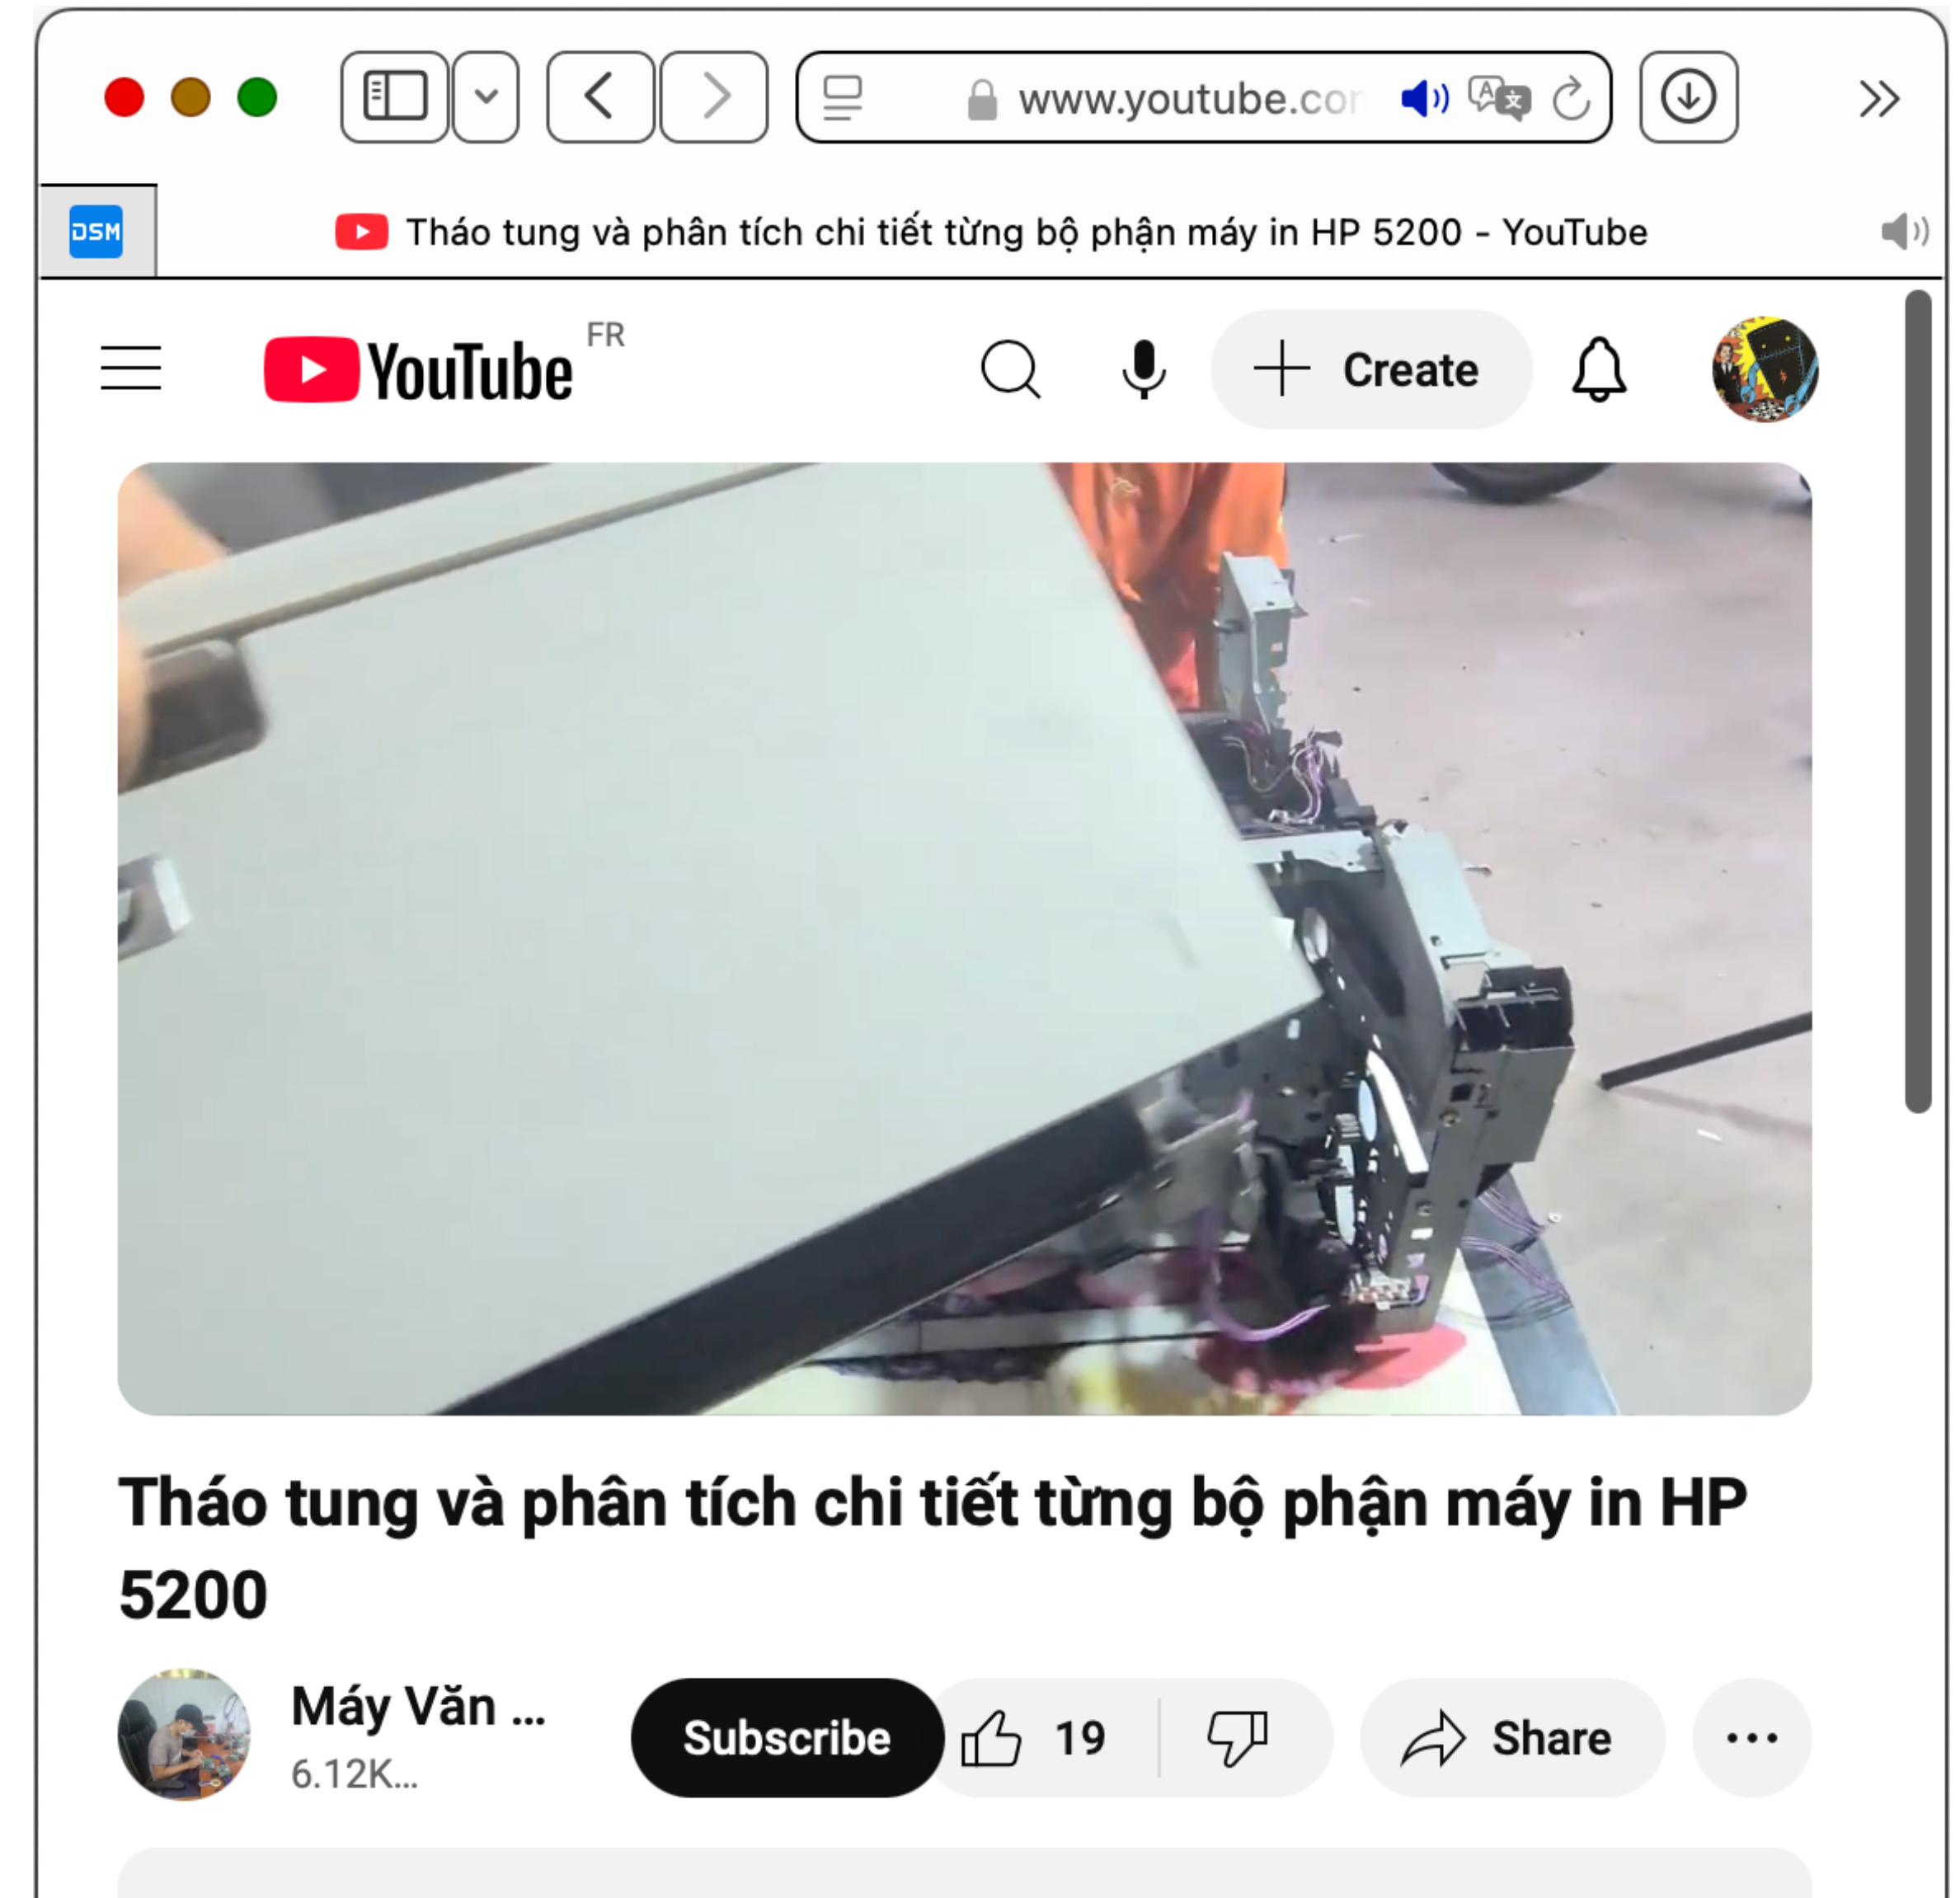 www.youtube.co
DSM
Tháo tung và phân tích chi tiết từng bộ phận máy in HP 5200 - YouTube
YouTube FR
Create
Tháo tung và phân tích chi tiết từng bộ phận máy in HP
5200
Máy Văn ...
6.12K...
Subscribe
19
Share